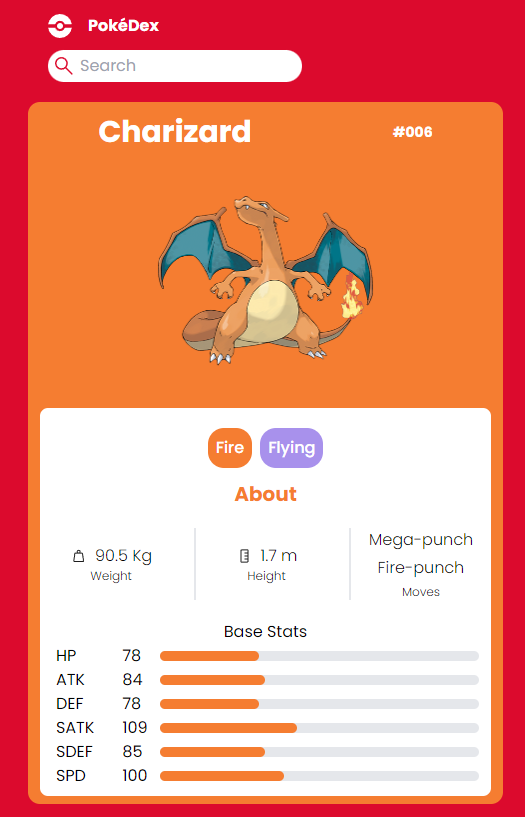 PokéDex
Search
Charizard #006
Fire Flying
About
90.5 Kg
Weight
1.7 m
Height
Mega-punch
Fire-punch
Moves
Base Stats
HP 78
ATK 84
DEF 78
SATK 109
SDEF 85
SPD 100